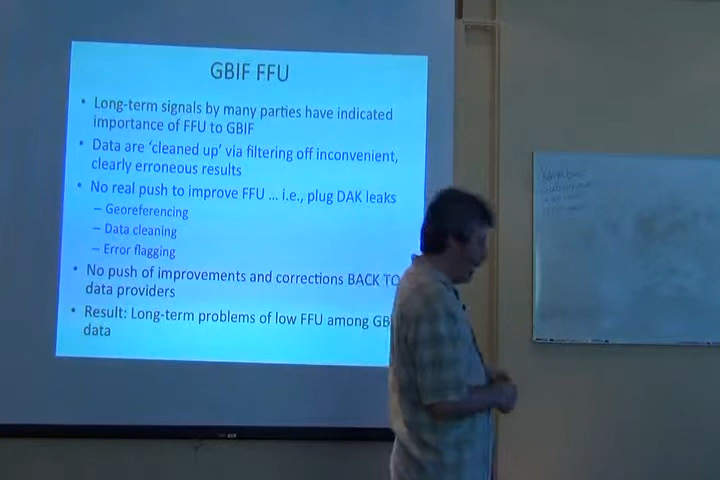 GBIF FFU
• Long-term signals by many parties have indicated
importance of FFU to GBIF
• Data are 'cleaned up' via filtering off inconvenient,
clearly erroneous results
• No real push to improve FFU ... i.e., plug DAK leaks
– Georeferencing
– Data cleaning
– Error flagging
• No push of improvements and corrections BACK TO
data providers
• Result: Long-term problems of low FFU among GB
data